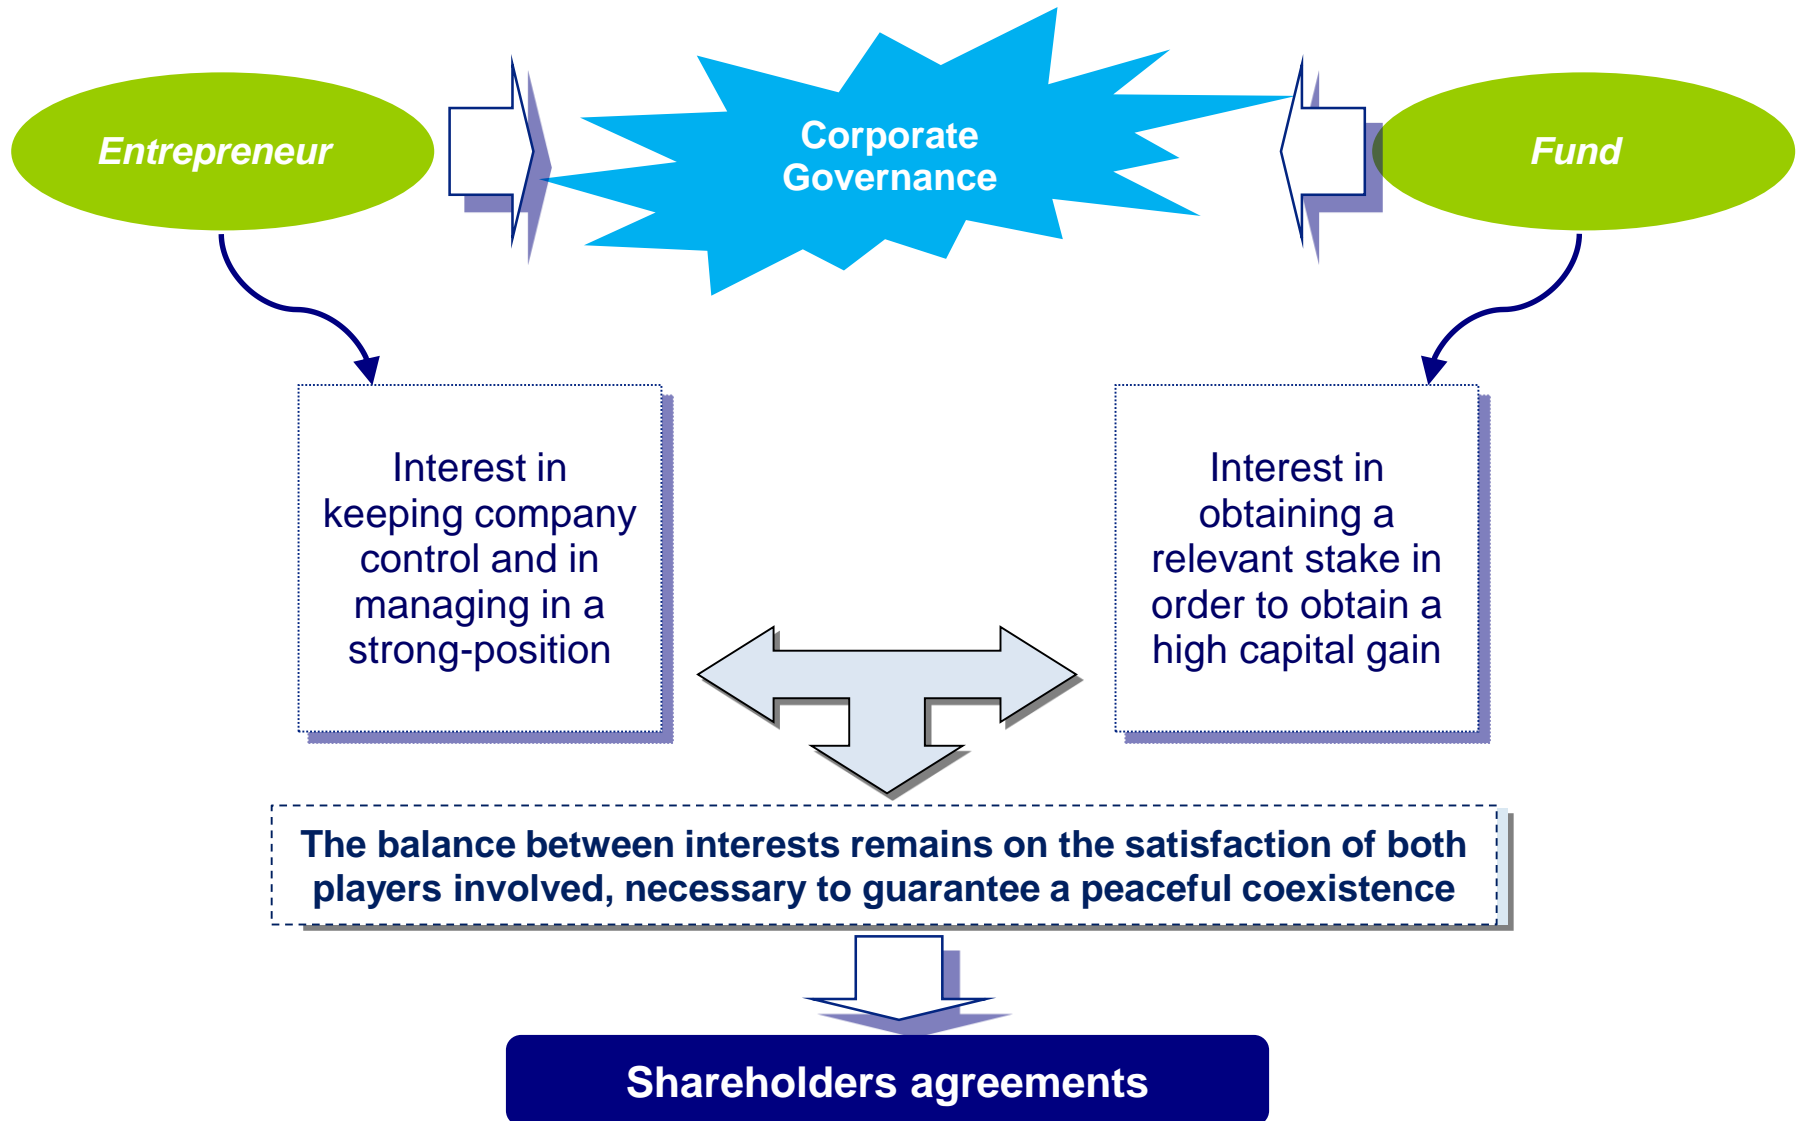 Entrepreneur
Corporate
Governance
Fund
Interest in
keeping company
control and in
managing in a
strong-position
Interest in
obtaining a
relevant stake in
order to obtain a
high capital gain
The balance between interests remains on the satisfaction of both
players involved, necessary to guarantee a peaceful coexistence
Shareholders agreements